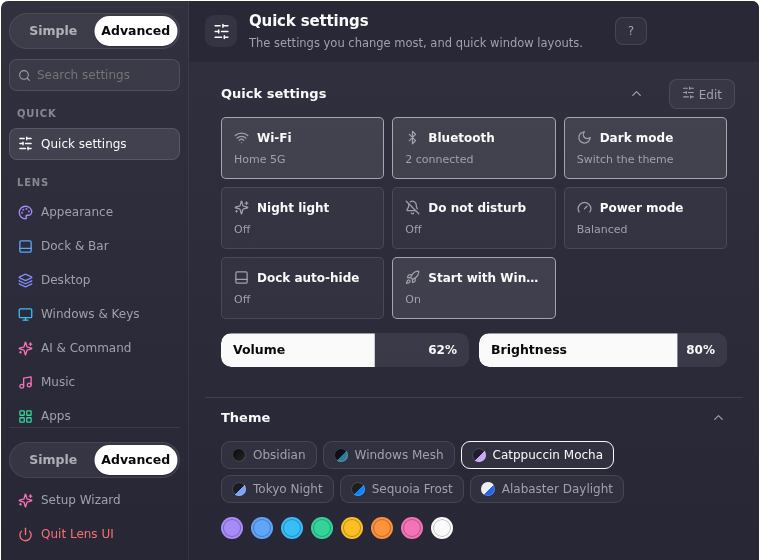 Simple Advanced
Search settings
QUICK
Quick settings
LENS
Appearance
Dock & Bar
Desktop
Windows & Keys
AI & Command
Music
Apps
Simple Advanced
Setup Wizard
Quit Lens UI
Quick settings
The settings you change most, and quick window layouts.
?
Quick settings
Edit
Wi-Fi
Home 5G
Bluetooth
2 connected
Dark mode
Switch the theme
Night light
Off
Do not disturb
Off
Power mode
Balanced
Dock auto-hide
Off
Start with Win...
On
Volume 62%
Brightness 80%
Theme
Obsidian Windows Mesh Catppuccin Mocha
Tokyo Night Sequoia Frost Alabaster Daylight